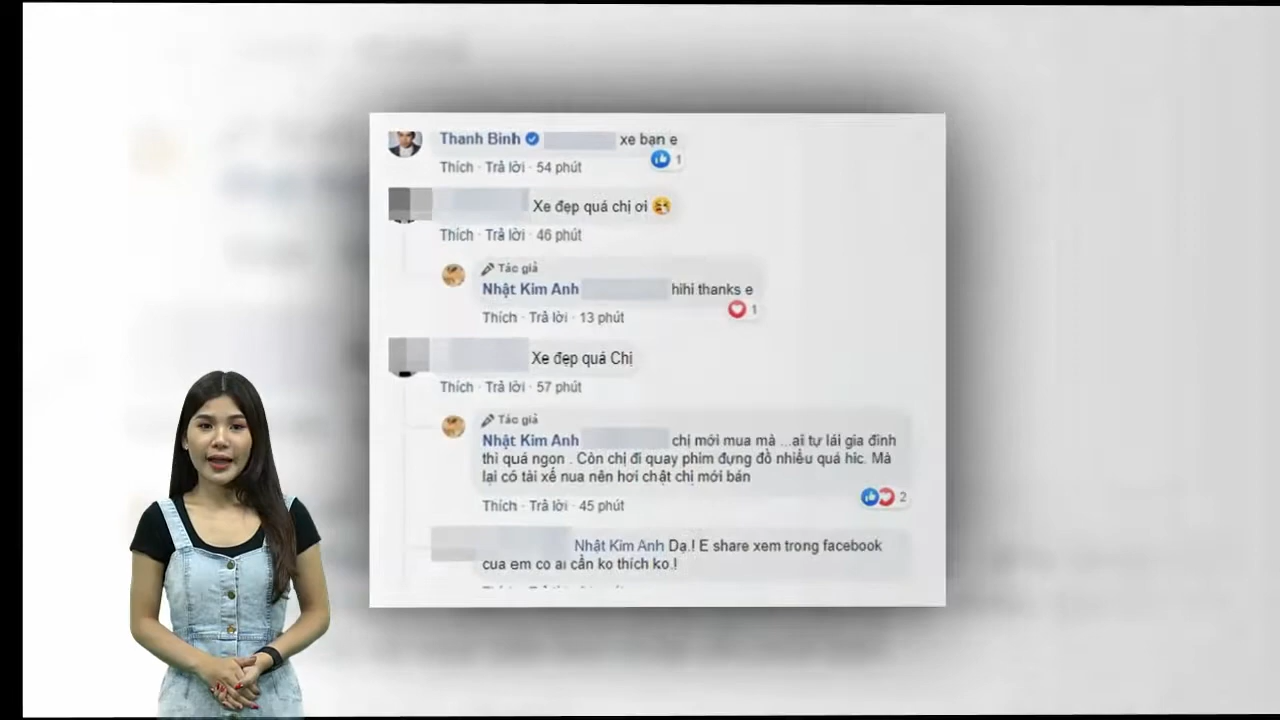 Thanh Bình xe bạn e
1
Thích · Trả lời · 54 phút
Xe đẹp quá chị ơi
Thích · Trả lời · 46 phút
Tác giả
Nhật Kim Anh hihi thanks e
1
Thích · Trả lời · 13 phút
Xe đẹp quá Chị
Thích · Trả lời · 57 phút
Tác giả
Nhật Kim Anh chị mới mua mà ...ai tự lái gia đình
thì quá ngon . Còn chị đi quay phim đựng đồ nhiều quá hic. Mà
lại có tài xế nua nên hơi chật chị mới bán
2
Thích · Trả lời · 45 phút
Nhật Kim Anh Dạ.! E share xem trong facebook
cua em co ai cần ko thích ko.!